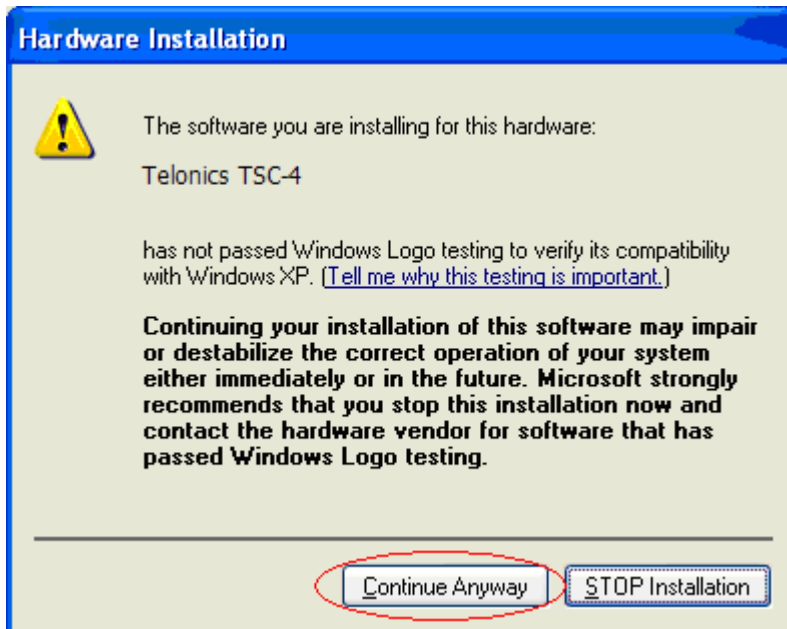 Hardware Installation
The software you are installing for this hardware:
Telonics TSC-4
has not passed Windows Logo testing to verify its compatibility
with Windows XP. (Tell me why this testing is important.)
Continuing your installation of this software may impair
or destabilize the correct operation of your system
either immediately or in the future. Microsoft strongly
recommends that you stop this installation now and
contact the hardware vendor for software that has
passed Windows Logo testing.
Continue Anyway
STOP Installation